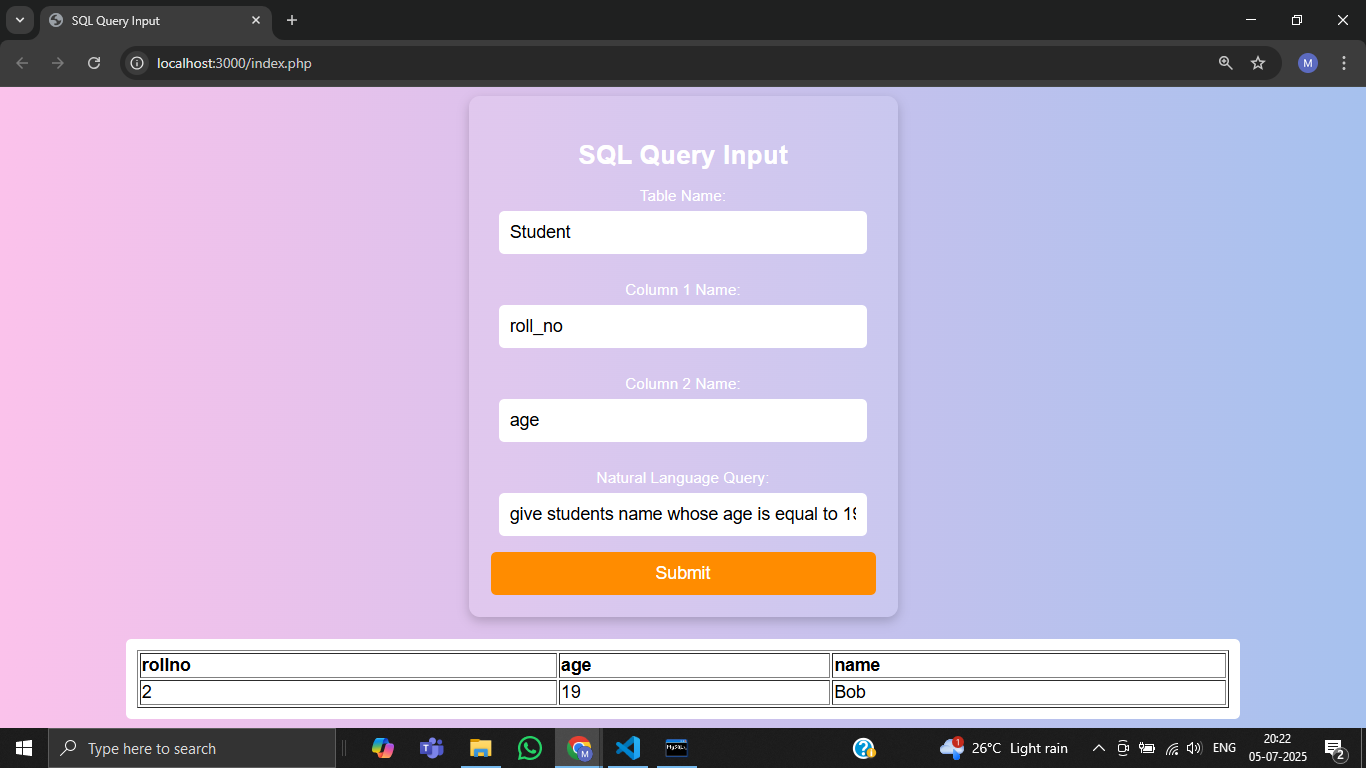 SQL Query Input
localhost:3000/index.php
M
SQL Query Input
Table Name:
Student
Column 1 Name:
roll_no
Column 2 Name:
age
Natural Language Query:
give students name whose age is equal to 19
Submit
rollno age name
2 19 Bob
Type here to search
M
MySQL
1
26°C Light rain
ENG
20:22
05-07-2025
2